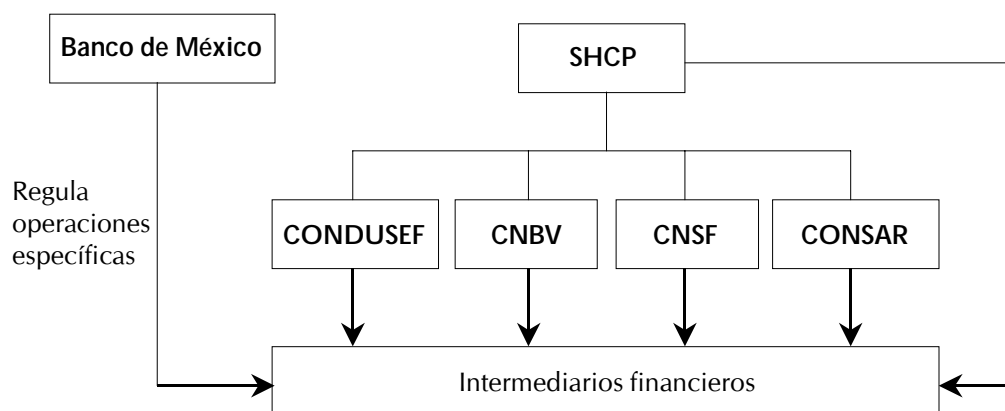 Banco de México
SHCP
Regula
operaciones
específicas
CONDUSEF
CNBV
CNSF
CONSAR
Intermediarios financieros